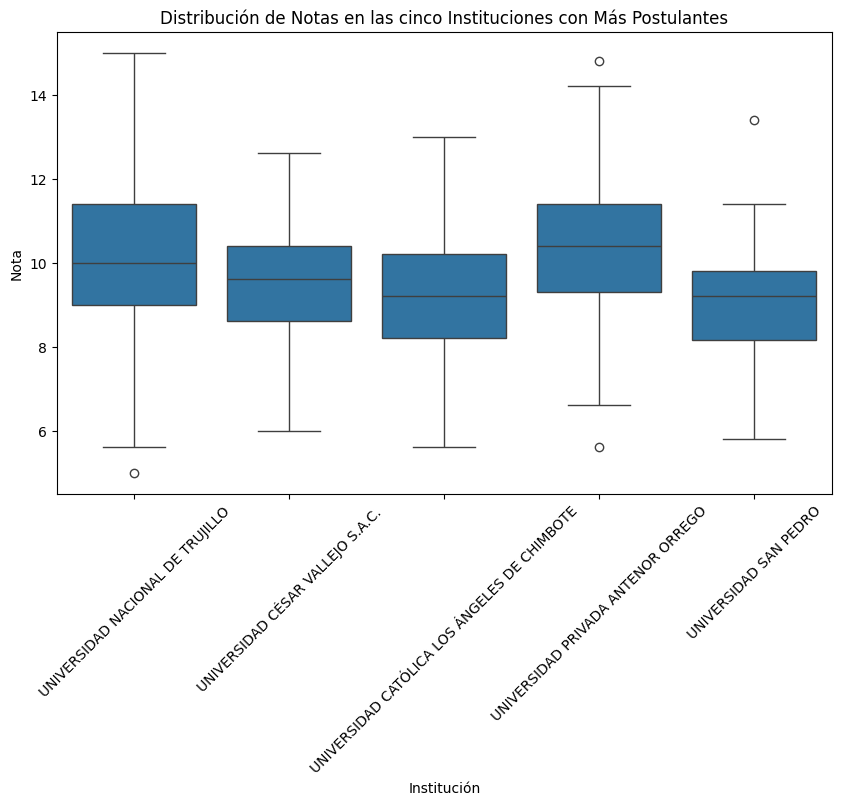 Distribución de Notas en las cinco Instituciones con Más Postulantes
Nota
14
12
10
8
6
UNIVERSIDAD NACIONAL DE TRUJILLO
UNIVERSIDAD CÉSAR VALLEJO S.A.C.
UNIVERSIDAD CATÓLICA LOS ÁNGELES DE CHIMBOTE
UNIVERSIDAD PRIVADA ANTENOR ORREGO
UNIVERSIDAD SAN PEDRO
Institución